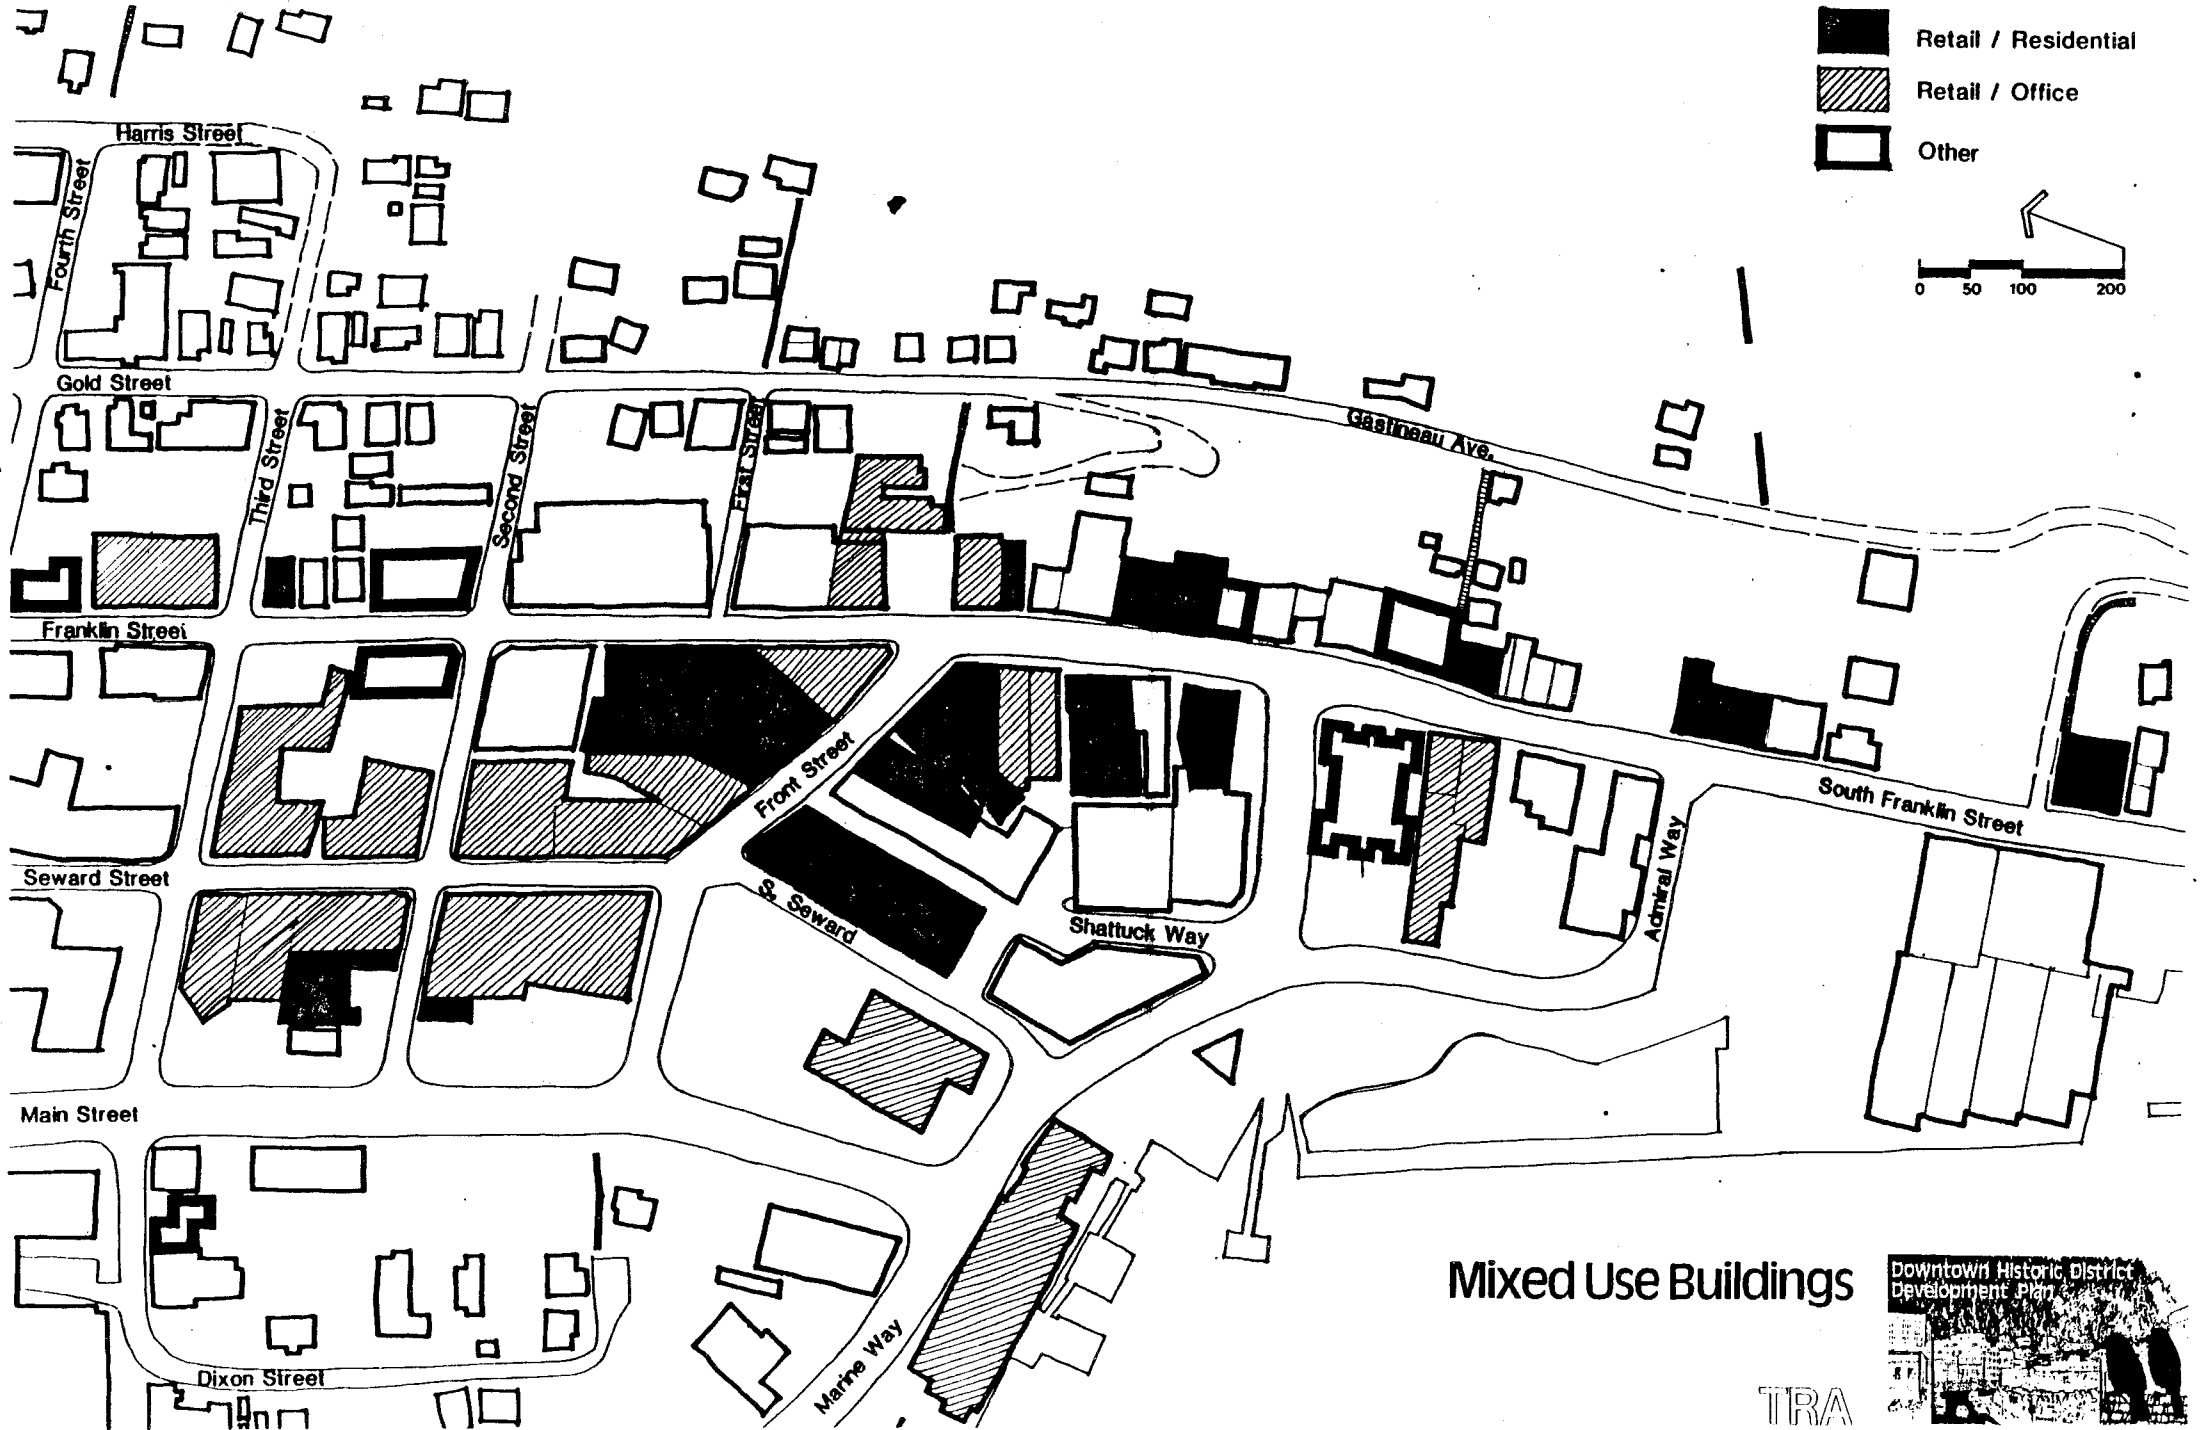 Retail / Residential
Retail / Office
Other
0 50 100 200
Harris Street
Fourth Street
Gold Street
Third Street
Second Street
First Street
Gastineau Ave.
Franklin Street
Front Street
South Franklin Street
Seward Street
S. Seward
Shattuck Way
Admiral Way
Main Street
Marine Way
Dixon Street
Mixed Use Buildings
Downtown Historic District
Development Plan
TRA